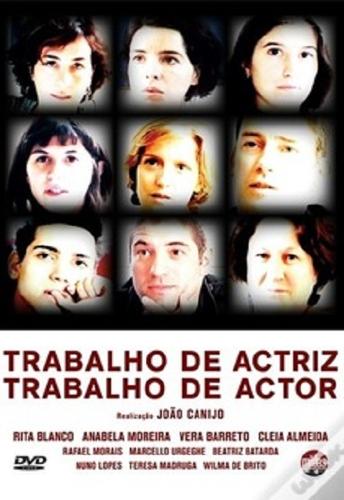 TRABALHO DE ACTRIZ
TRABALHO DE ACTOR
Realização JOÃO CANIJO
RITA BLANCO ANABELA MOREIRA VERA BARRETO CLEIA ALMEIDA
RAFAEL MORAIS MARCELLO URGEGHE BEATRIZ BATARDA
NUNO LOPES TERESA MADRUGA WILMA DE BRITO
DVD